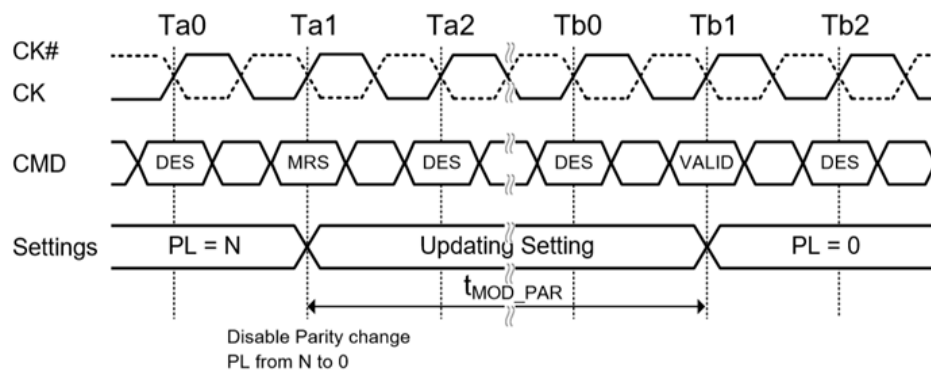 Ta0 Ta1 Ta2 Tb0 Tb1 Tb2
CK#
CK
CMD DES MRS DES DES VALID DES
Settings PL = N Updating Setting PL = 0
tMOD_PAR
Disable Parity change
PL from N to 0